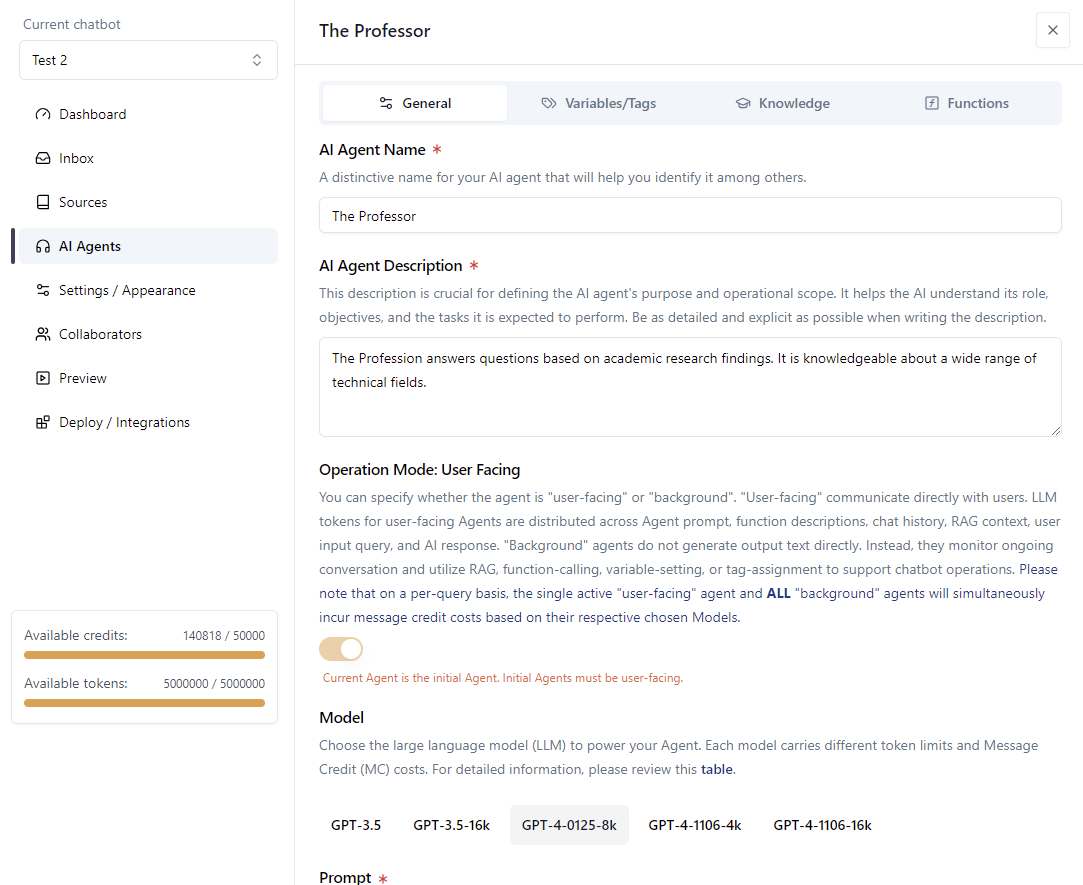 Current chatbot
Test 2
Dashboard
Inbox
Sources
AI Agents
Settings / Appearance
Collaborators
Preview
Deploy / Integrations
Available credits: 140818 / 50000
Available tokens: 5000000 / 5000000
The Professor
General
Variables/Tags
Knowledge
Functions
AI Agent Name *
A distinctive name for your AI agent that will help you identify it among others.
The Professor
AI Agent Description *
This description is crucial for defining the AI agent's purpose and operational scope. It helps the AI understand its role,
objectives, and the tasks it is expected to perform. Be as detailed and explicit as possible when writing the description.
The Profession answers questions based on academic research findings. It is knowledgeable about a wide range of
technical fields.
Operation Mode: User Facing
You can specify whether the agent is "user-facing" or "background". "User-facing" communicate directly with users. LLM
tokens for user-facing Agents are distributed across Agent prompt, function descriptions, chat history, RAG context, user
input query, and AI response. "Background" agents do not generate output text directly. Instead, they monitor ongoing
conversation and utilize RAG, function-calling, variable-setting, or tag-assignment to support chatbot operations. Please
note that on a per-query basis, the single active "user-facing" agent and ALL "background" agents will simultaneously
incur message credit costs based on their respective chosen Models.
Current Agent is the initial Agent. Initial Agents must be user-facing.
Model
Choose the large language model (LLM) to power your Agent. Each model carries different token limits and Message
Credit (MC) costs. For detailed information, please review this table.
GPT-3.5
GPT-3.5-16k
GPT-4-0125-8k
GPT-4-1106-4k
GPT-4-1106-16k
Prompt *